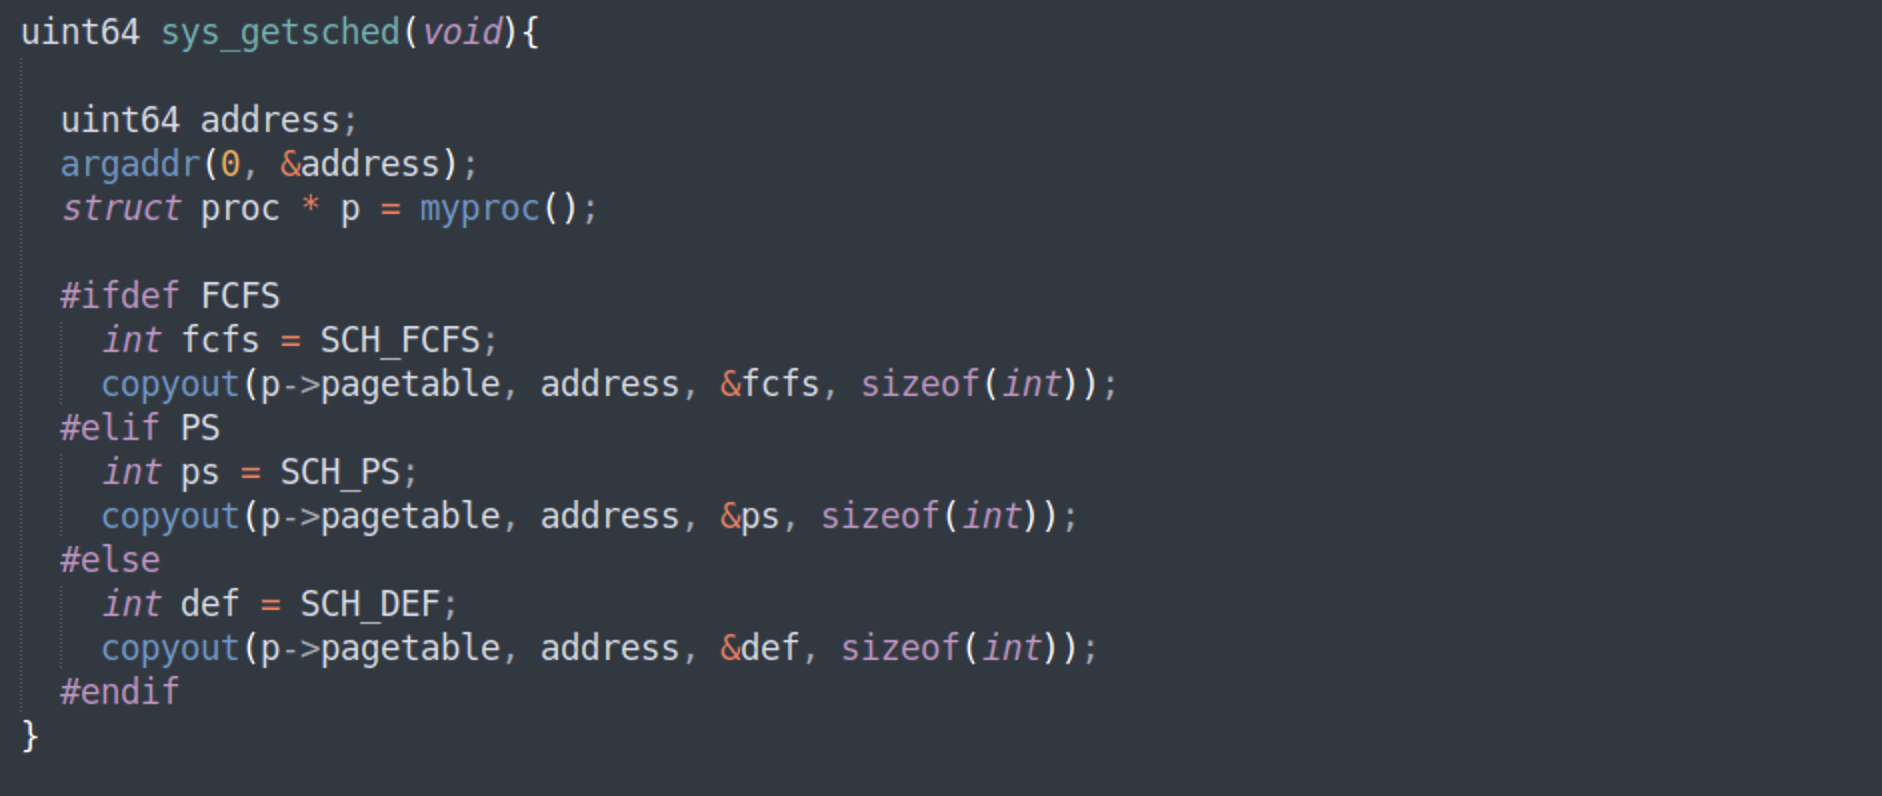 uint64 sys_getsched(void){
uint64 address;
argaddr(0, &address);
struct proc * p = myproc();
#ifdef FCFS
int fcfs = SCH_FCFS;
copyout(p->pagetable, address, &fcfs, sizeof(int));
#elif PS
int ps = SCH_PS;
copyout(p->pagetable, address, &ps, sizeof(int));
#else
int def = SCH_DEF;
copyout(p->pagetable, address, &def, sizeof(int));
#endif
}